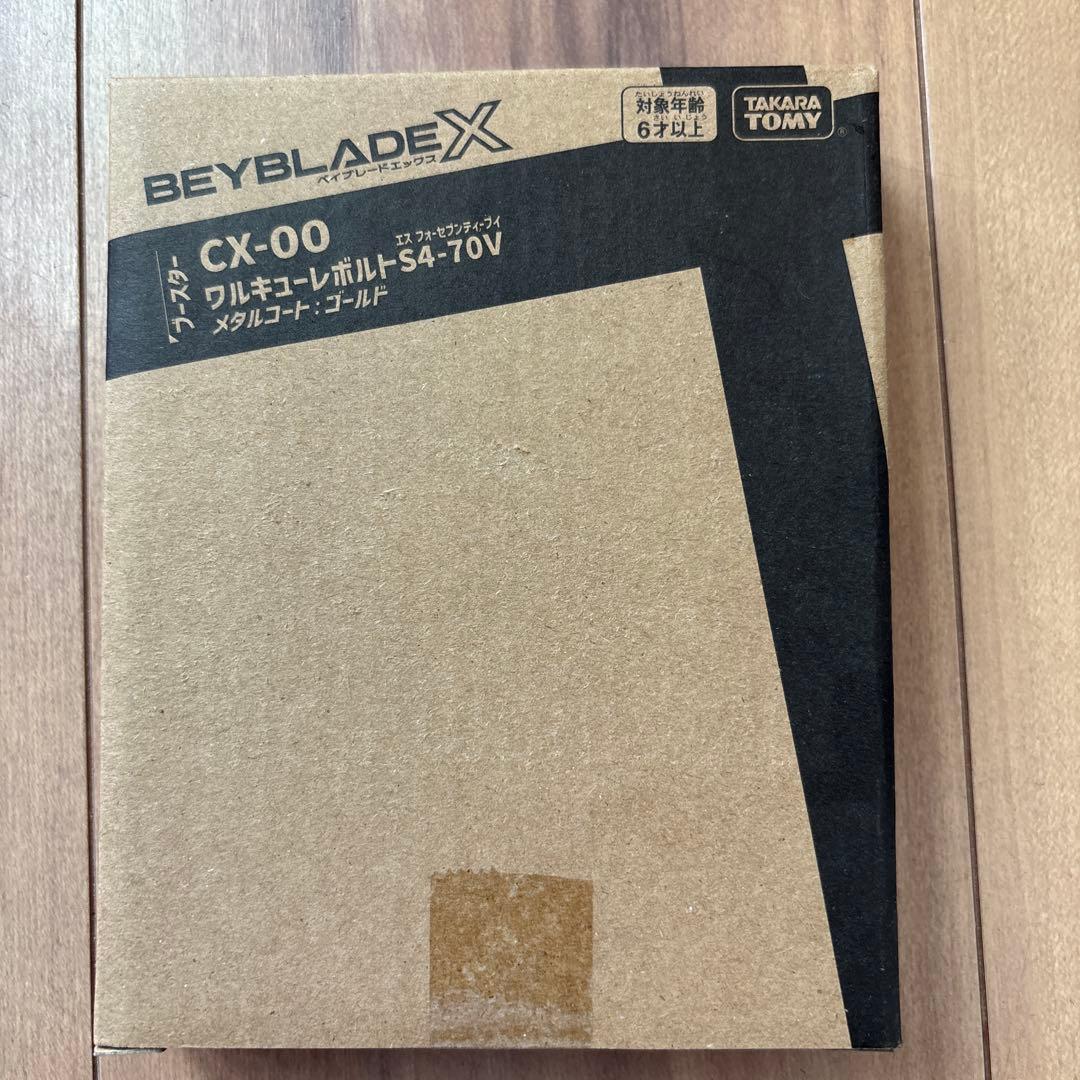 BEYBLADE X
ベイブレードエックス
たいしょうねんれい
対象年齢
さいいじょう
6才以上
TAKARA
TOMY
®
ブースター
CX-00
エス フォーセブンティーブイ
ワルキューレボルトS4-70V
メタルコート:ゴールド